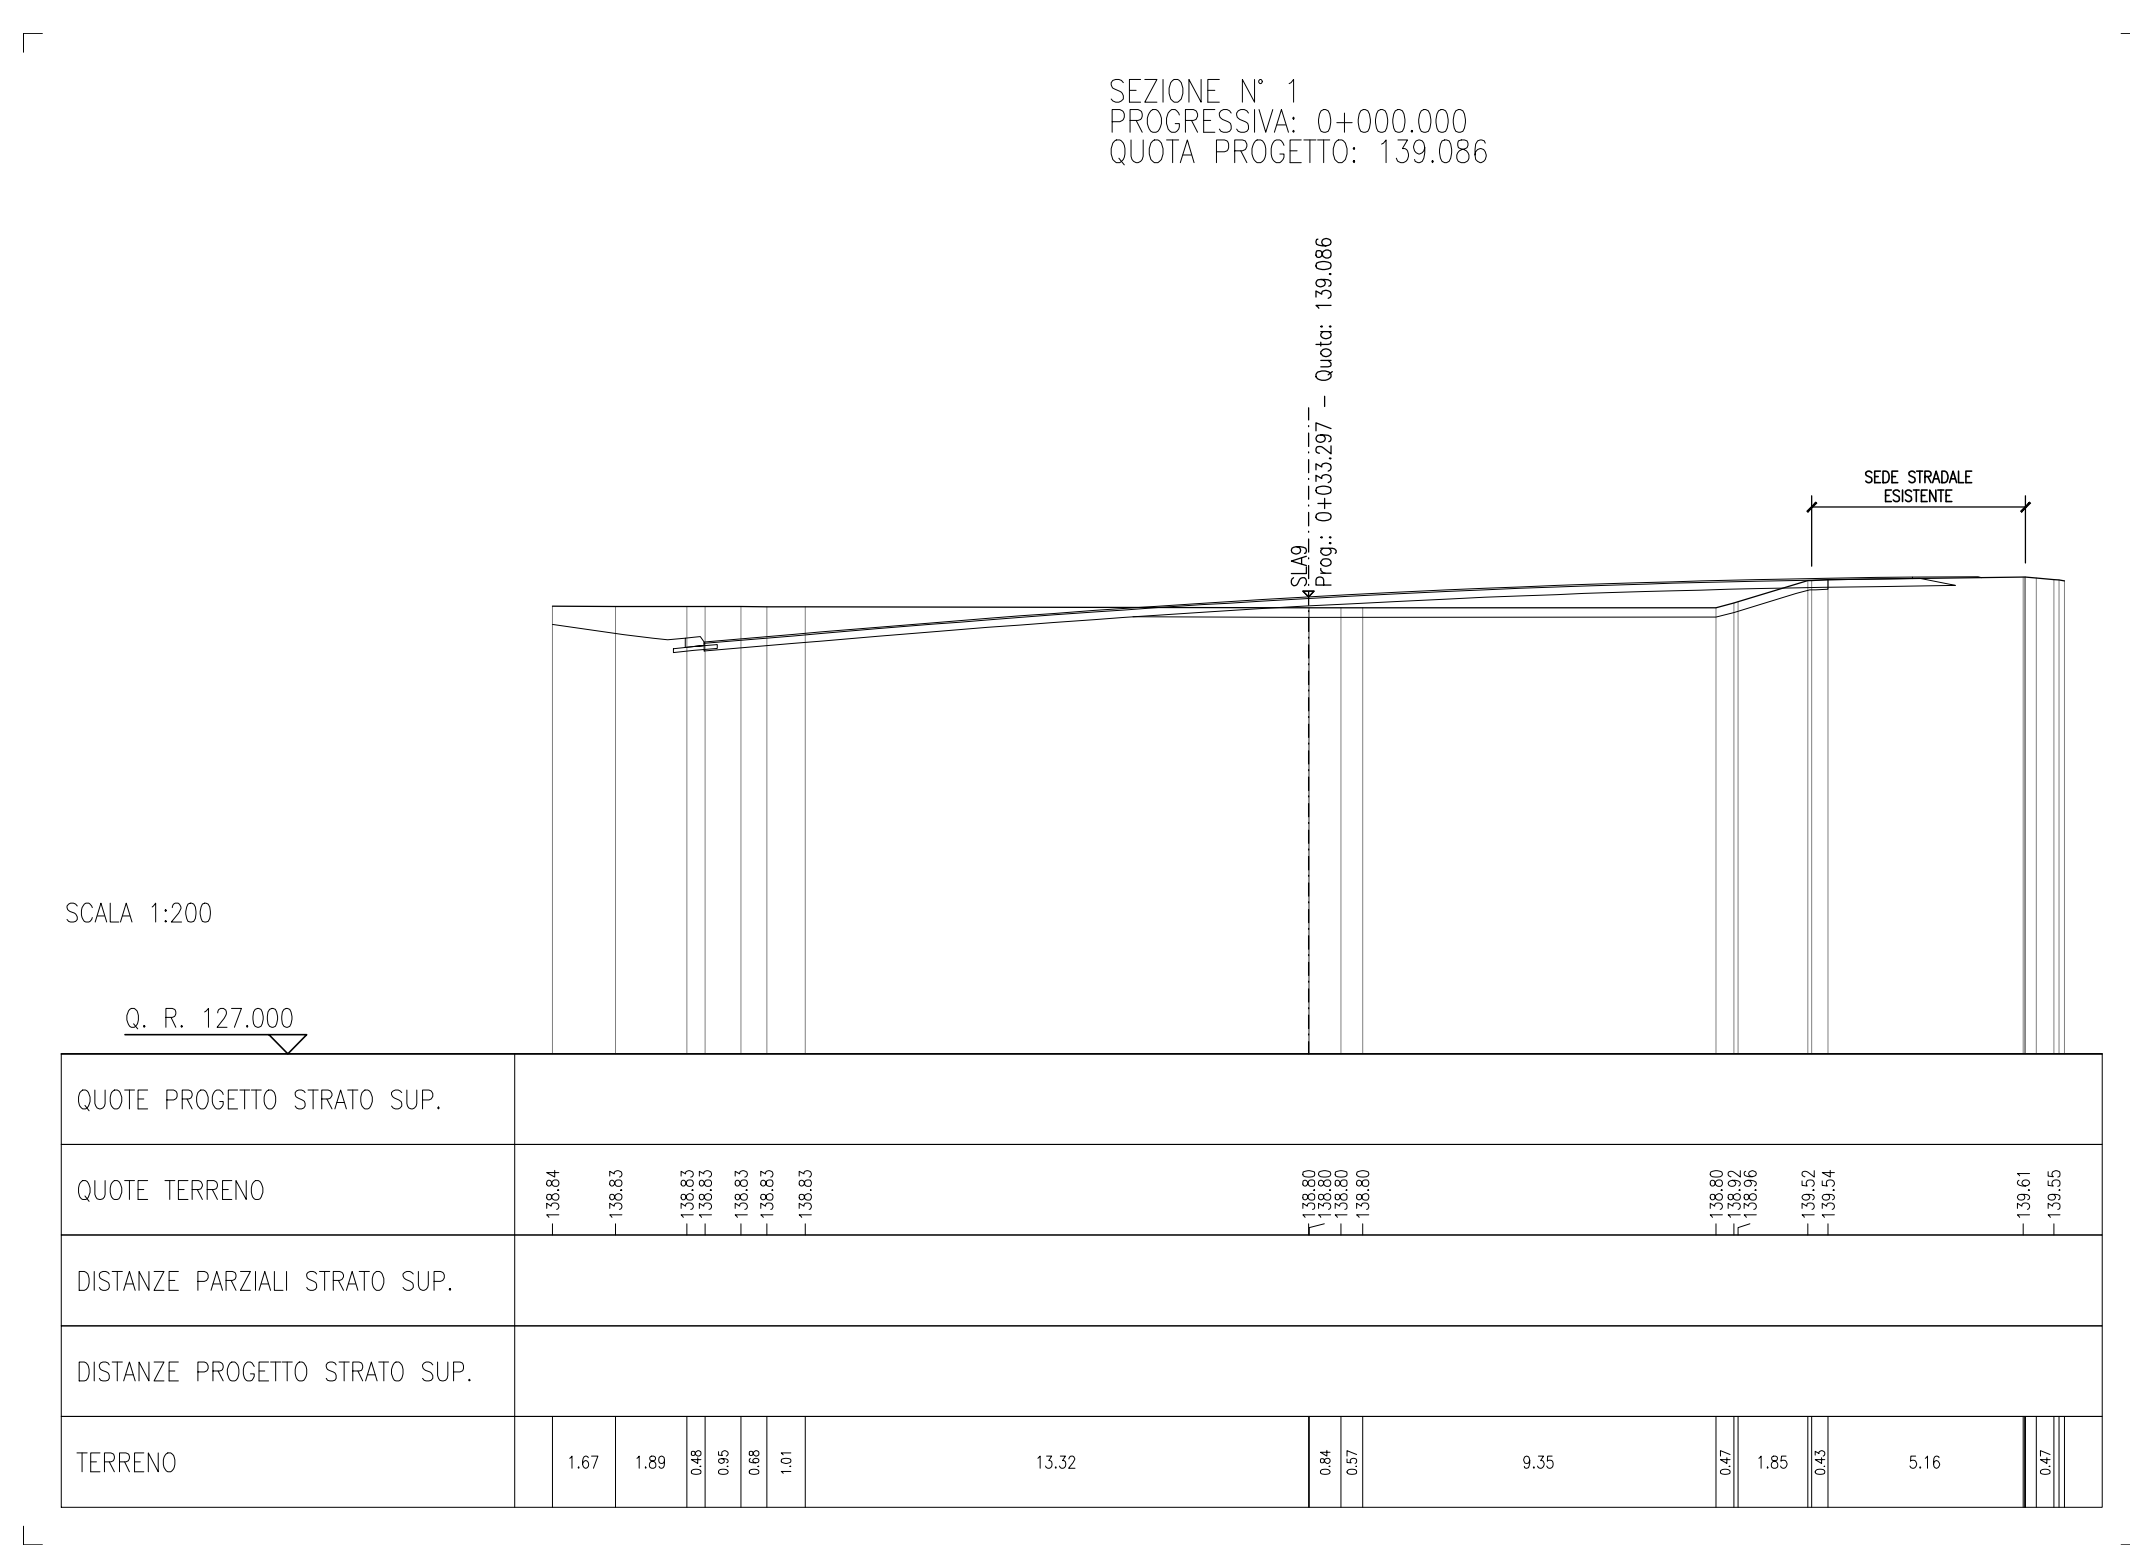 SEZIONE N° 1
PROGRESSIVA: 0+000.000
QUOTA PROGETTO: 139.086
SLA9
Prog.: 0+033.297 - Quota: 139.086
SEDE STRADALE
ESISTENTE
SCALA 1:200
Q. R. 127.000
QUOTE PROGETTO STRATO SUP.
QUOTE TERRENO 138.84 138.83 138.83 138.83 138.83 138.83 138.83 138.80 138.80 138.80 138.80 138.80 138.92 138.96 139.52 139.54 139.61 139.55
DISTANZE PARZIALI STRATO SUP.
DISTANZE PROGETTO STRATO SUP.
TERRENO 1.67 1.89 0.48 0.95 0.68 1.01 13.32 0.84 0.57 9.35 0.47 1.85 0.43 5.16 0.47